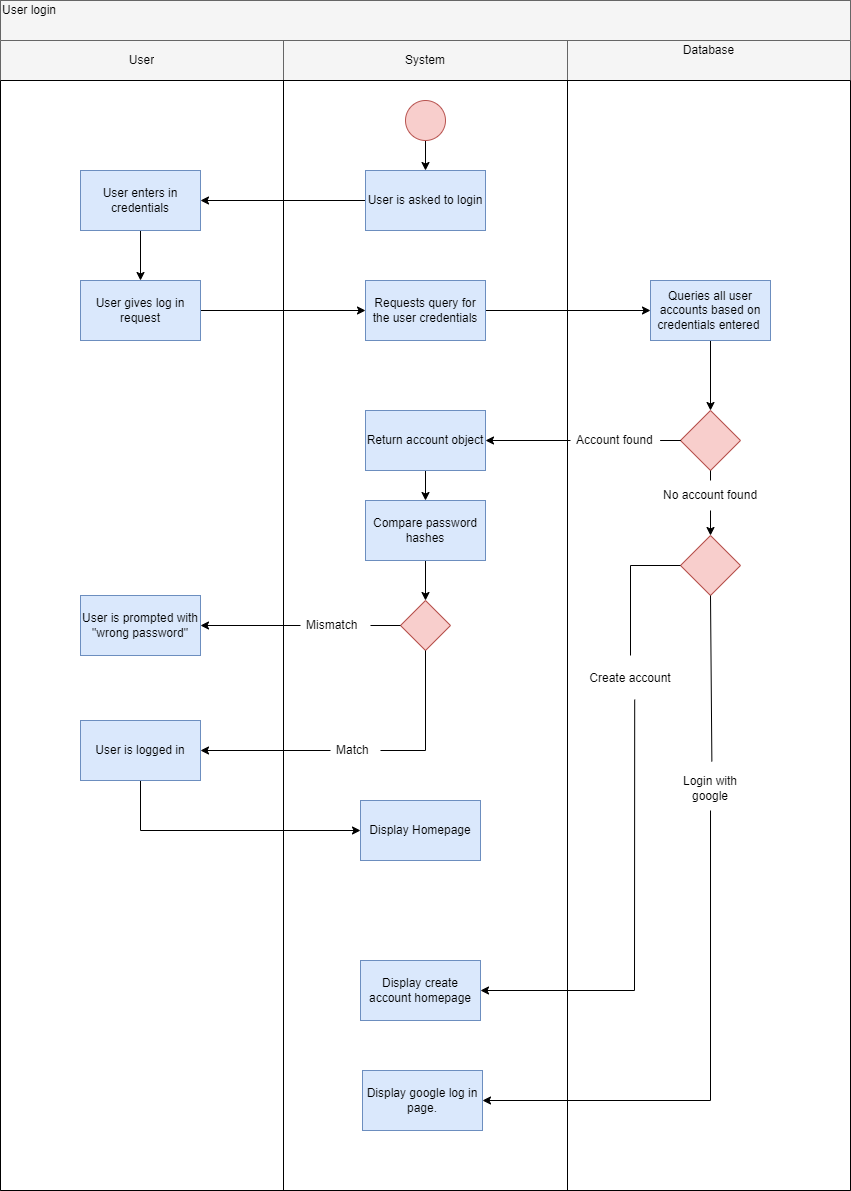 User login
User
System
Database
User enters in
credentials
User is asked to login
User gives log in
request
Requests query for
the user credentials
Queries all user
accounts based on
credentials entered
Return account object
Account found
No account found
Compare password
hashes
User is prompted with
"wrong password"
Mismatch
Create account
User is logged in
Match
Login with
google
Display Homepage
Display create
account homepage
Display google log in
page.